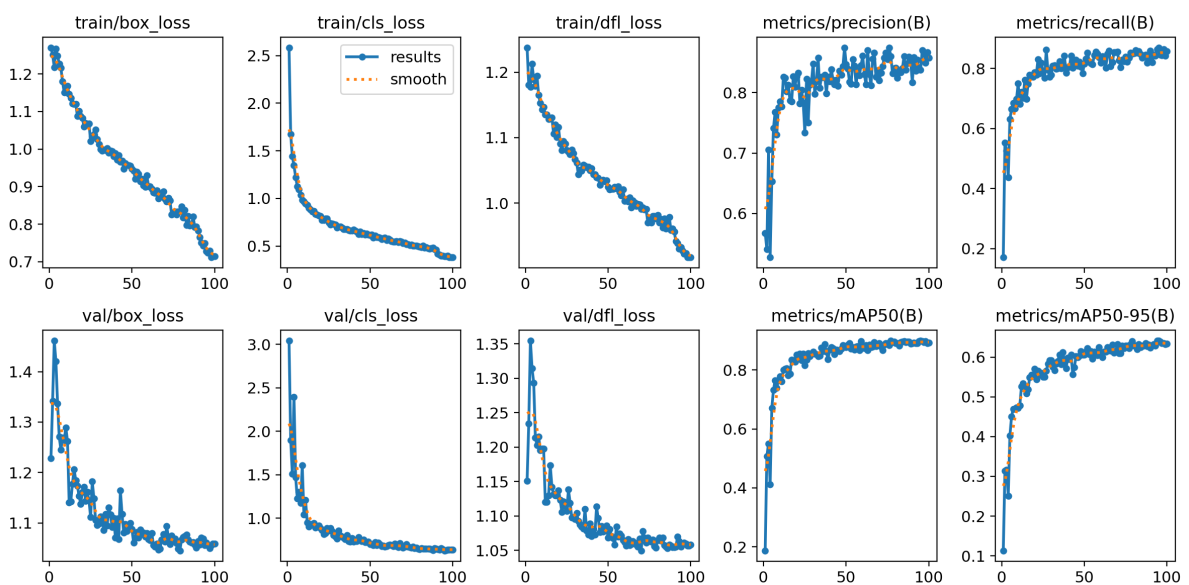 train/box_loss
1.2
1.1
1.0
0.9
0.8
0.7
0 50 100
train/cls_loss
results
smooth
2.5
2.0
1.5
1.0
0.5
0 50 100
train/dfl_loss
1.2
1.1
1.0
0 50 100
metrics/precision(B)
0.8
0.7
0.6
0 50 100
metrics/recall(B)
0.8
0.6
0.4
0.2
0 50 100
val/box_loss
1.4
1.3
1.2
1.1
0 50 100
val/cls_loss
3.0
2.5
2.0
1.5
1.0
0 50 100
val/dfl_loss
1.35
1.30
1.25
1.20
1.15
1.10
1.05
0 50 100
metrics/mAP50(B)
0.8
0.6
0.4
0.2
0 50 100
metrics/mAP50-95(B)
0.6
0.5
0.4
0.3
0.2
0.1
0 50 100